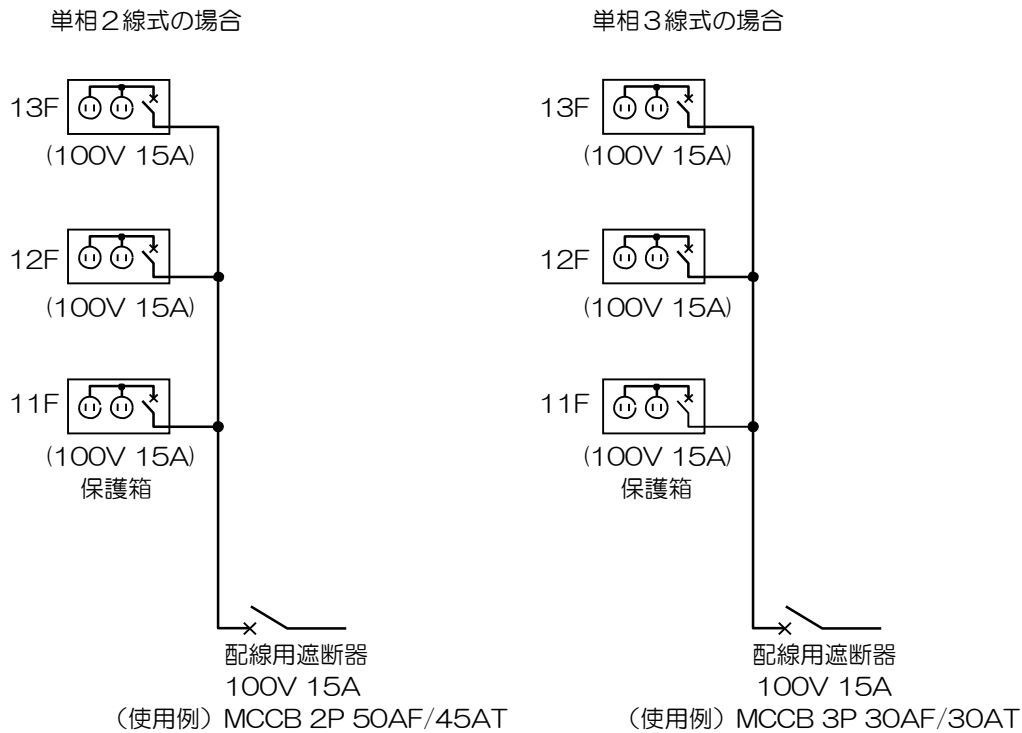 単相２線式の場合
13F
(100V 15A)
12F
(100V 15A)
11F
(100V 15A)
保護箱
配線用遮断器
100V 15A
（使用例）MCCB 2P 50AF/45AT
単相３線式の場合
13F
(100V 15A)
12F
(100V 15A)
11F
(100V 15A)
保護箱
配線用遮断器
100V 15A
（使用例）MCCB 3P 30AF/30AT